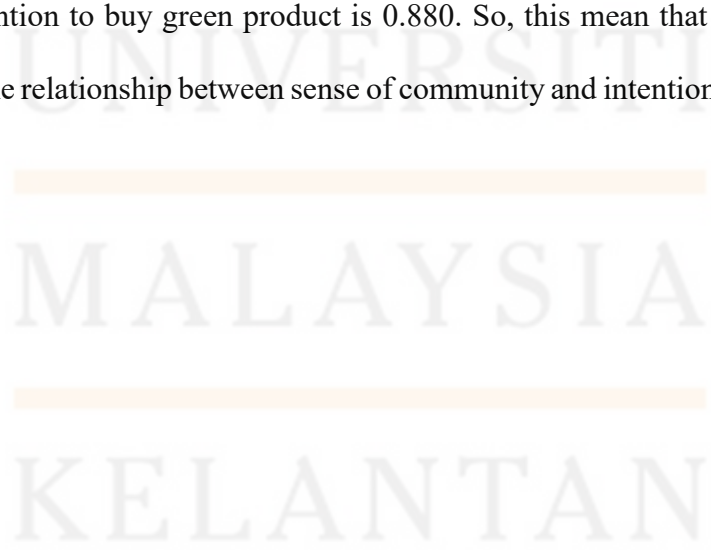 ntion to buy green product is 0.880. So, this mean that
e relationship between sense of community and intention
UNIVERSITI
MALAYSIA
KELANTAN